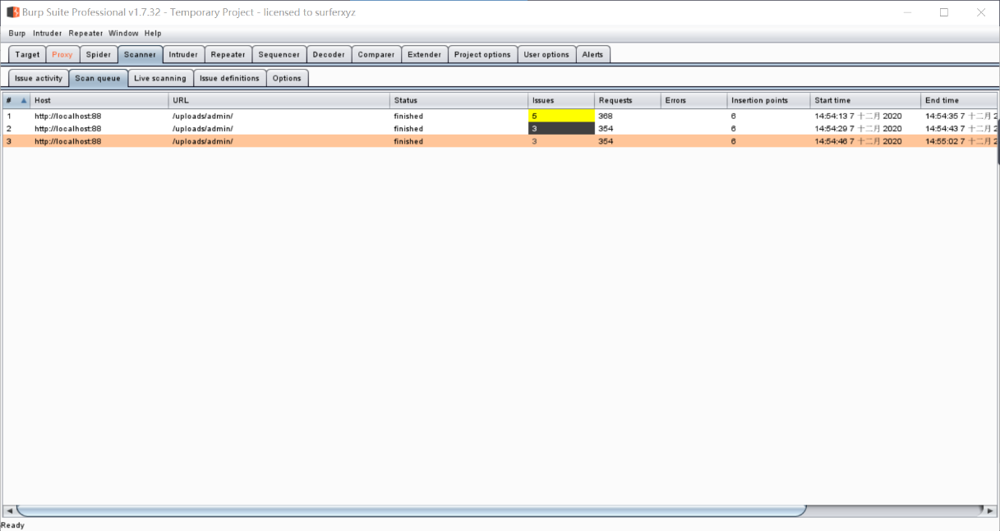 Burp Suite Professional v1.7.32 - Temporary Project - licensed to surferxyz
Burp Intruder Repeater Window Help
Target Proxy Spider Scanner Intruder Repeater Sequencer Decoder Comparer Extender Project options User options Alerts
Issue activity Scan queue Live scanning Issue definitions Options
# Host URL Status Issues Requests Errors Insertion points Start time End time
1 http://localhost:88 /uploads/admin/ finished 5 368 6 14:54:13 7 十二月 2020 14:54:35 7 十二月 2
2 http://localhost:88 /uploads/admin/ finished 3 354 6 14:54:29 7 十二月 2020 14:54:43 7 十二月 2
3 http://localhost:88 /uploads/admin/ finished 3 354 6 14:54:46 7 十二月 2020 14:55:02 7 十二月 2
Ready